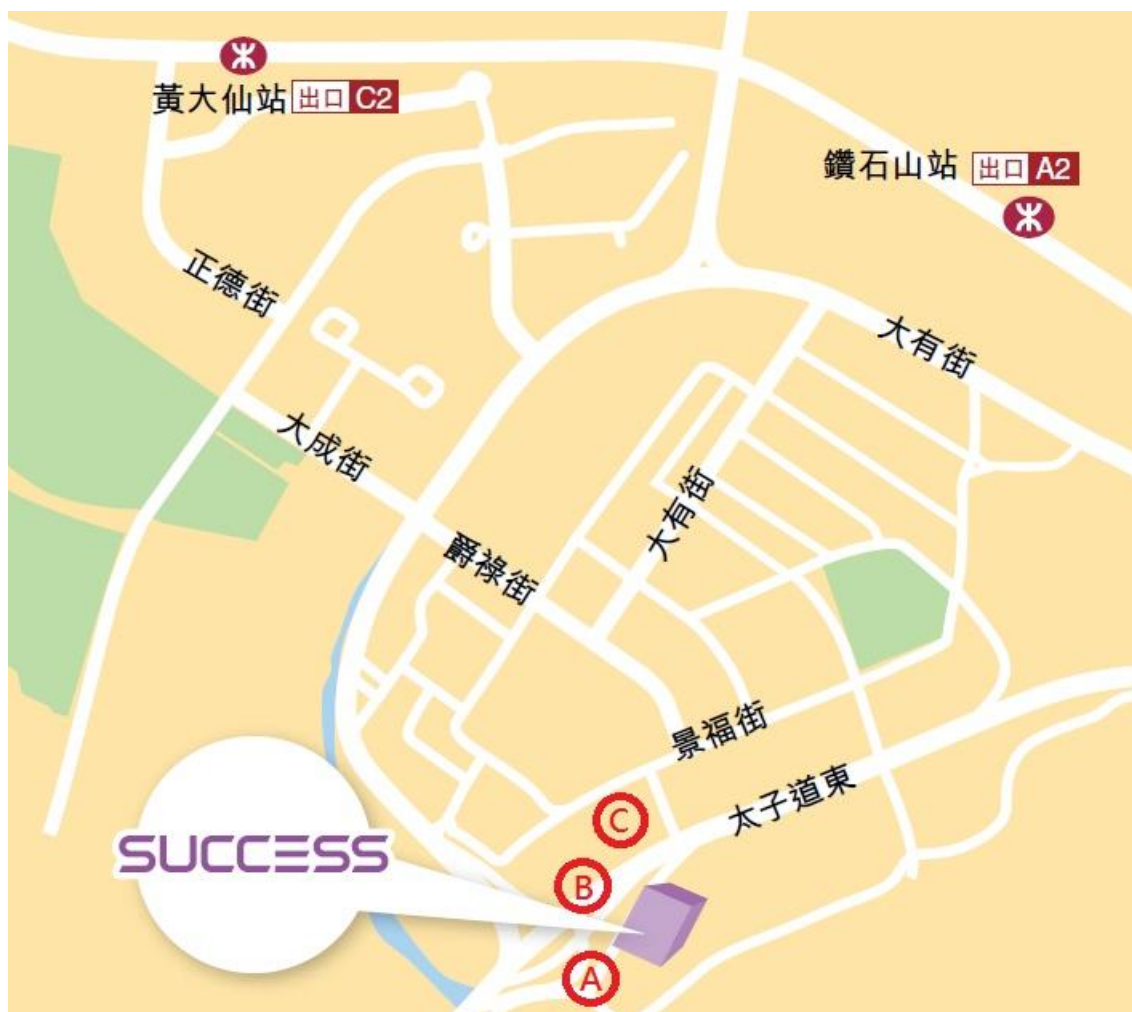 黃大仙站 出口 C2
鑽石山站 出口 A2
正德街
大有街
大成街
大有街
爵祿街
景福街
太子道東
C
SUCCESS
B
A